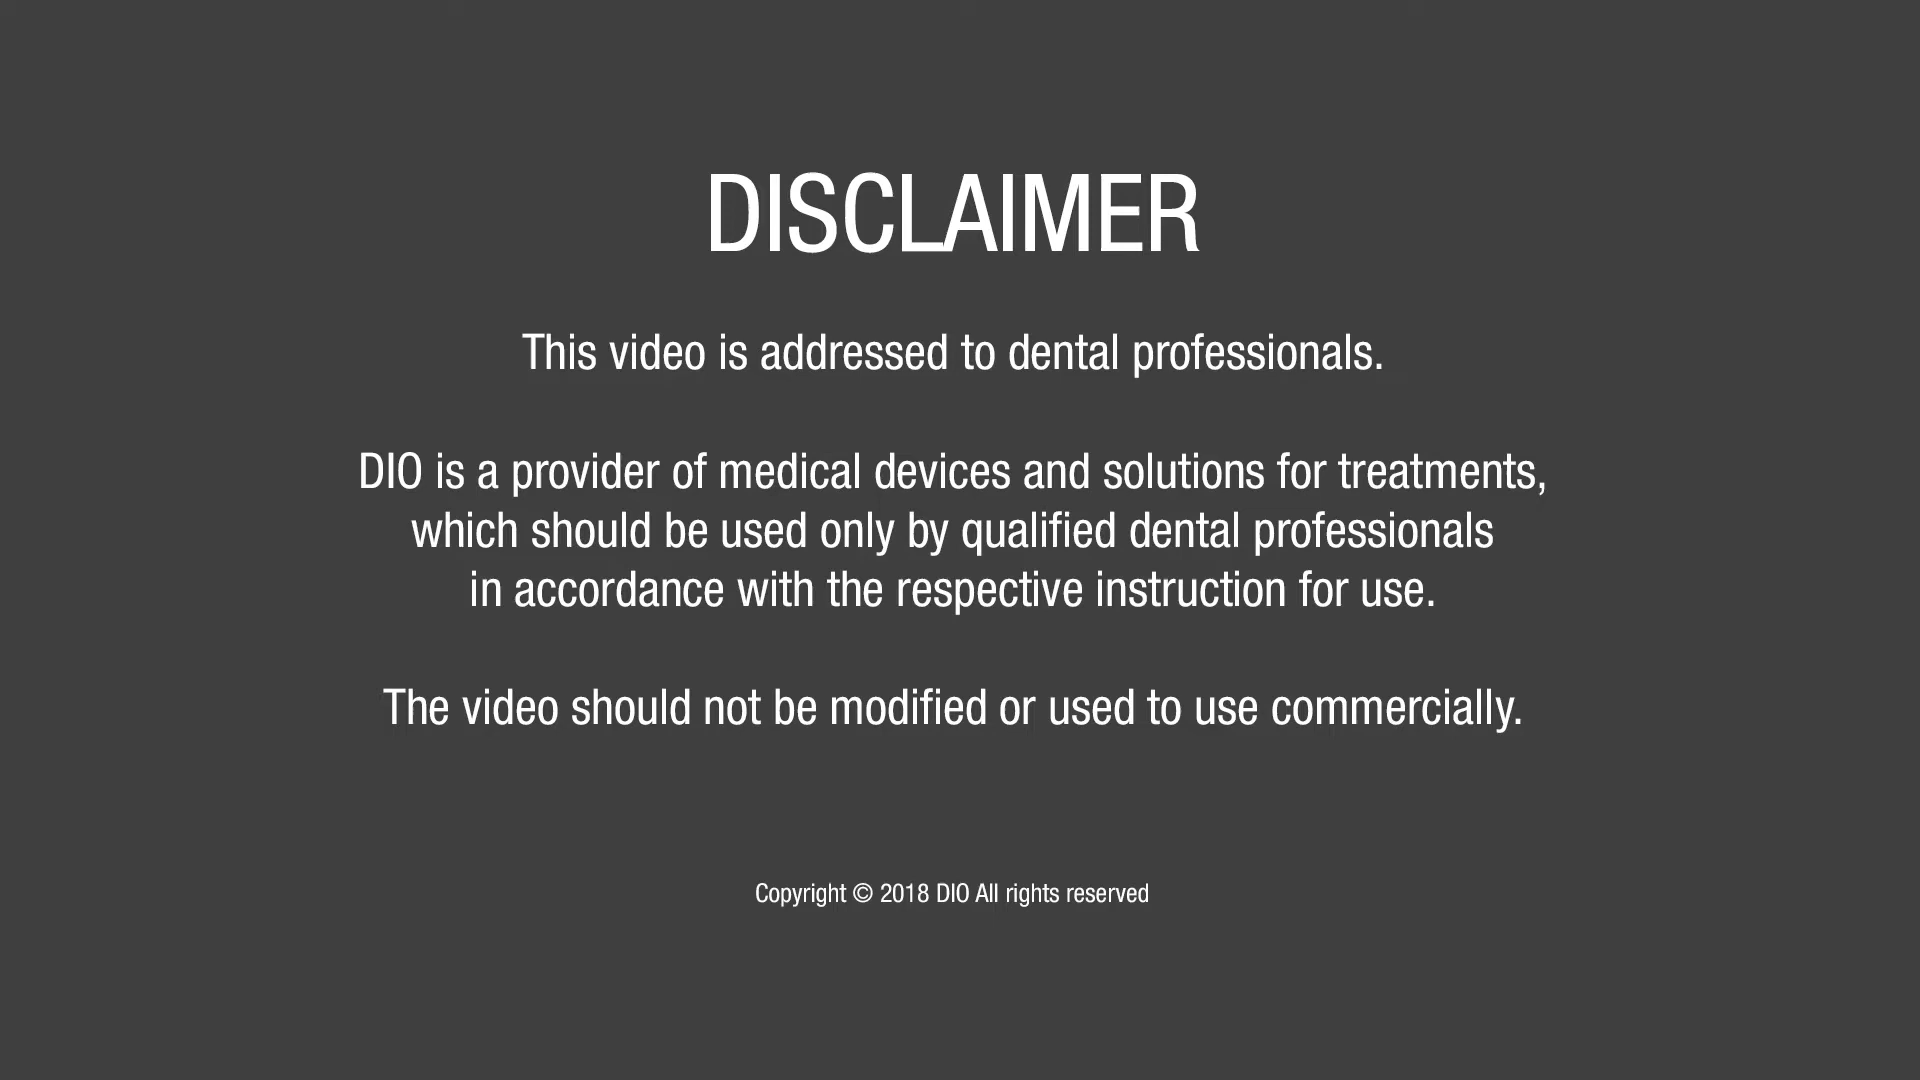 DISCLAIMER
This video is addressed to dental professionals.
DIO is a provider of medical devices and solutions for treatments,
which should be used only by qualified dental professionals
in accordance with the respective instruction for use.
The video should not be modified or used to use commercially.
Copyright © 2018 DIO All rights reserved